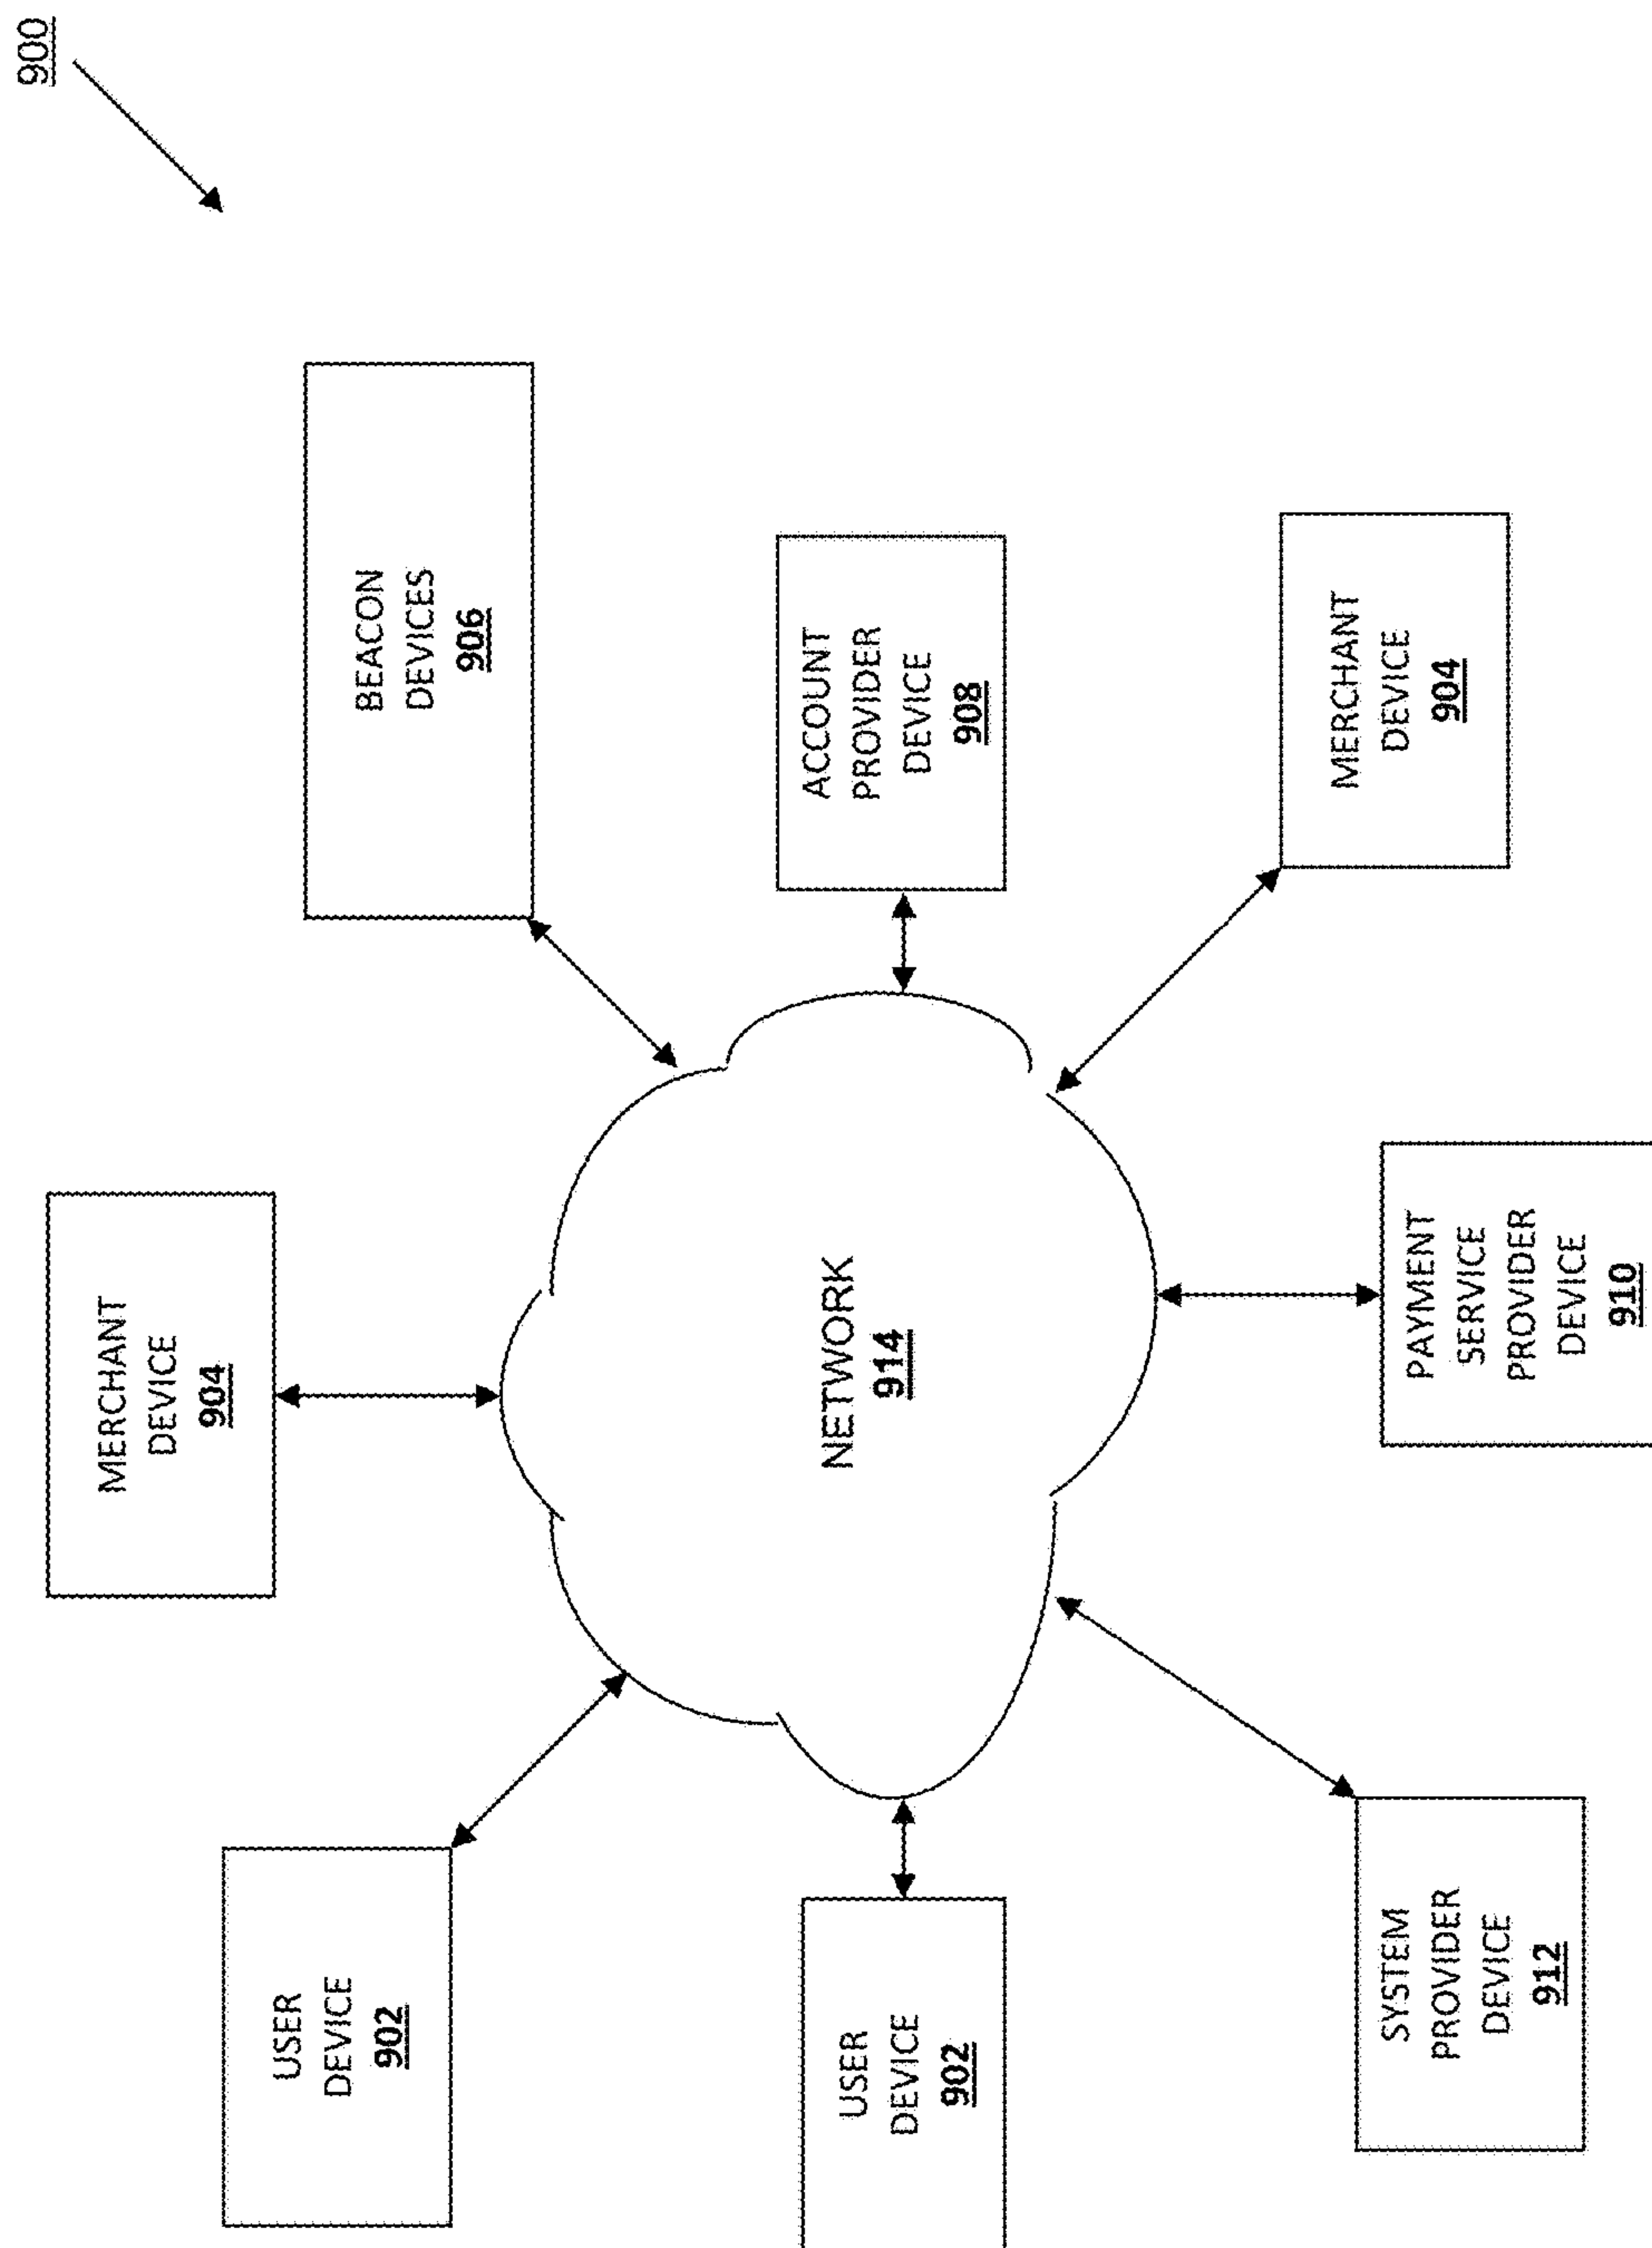 900
MERCHANT
DEVICE
904
USER
DEVICE
902
BEACON
DEVICES
906
USER
DEVICE
902
NETWORK
914
ACCOUNT
PROVIDER
DEVICE
908
SYSTEM
PROVIDER
DEVICE
912
PAYMENT
SERVICE
PROVIDER
DEVICE
910
MERCHANT
DEVICE
904